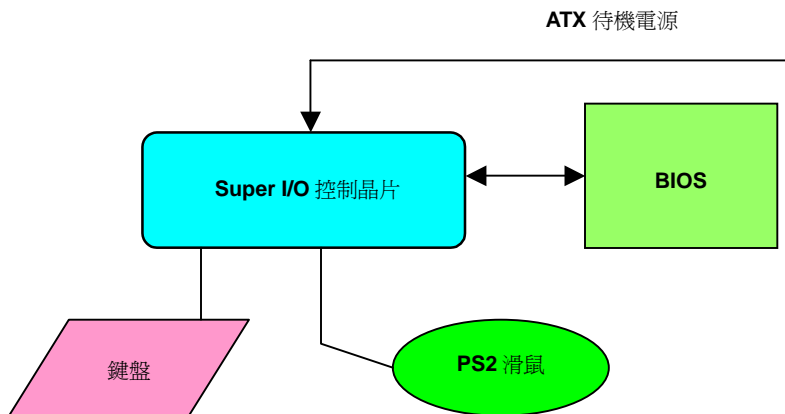 ATX 待機電源
Super I/O 控制晶片
BIOS
鍵盤
PS2 滑鼠